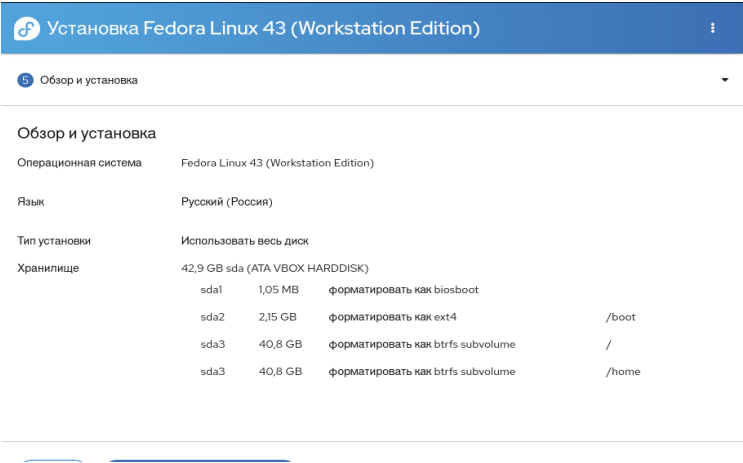 Установка Fedora Linux 43 (Workstation Edition)
5 Обзор и установка
Обзор и установка
Операционная система Fedora Linux 43 (Workstation Edition)
Язык Русский (Россия)
Тип установки Использовать весь диск
Хранилище 42,9 GB sda (ATA VBOX HARDDISK)
sda1 1,05 MB форматировать как biosboot
sda2 2,15 GB форматировать как ext4 /boot
sda3 40,8 GB форматировать как btrfs subvolume /
sda3 40,8 GB форматировать как btrfs subvolume /home